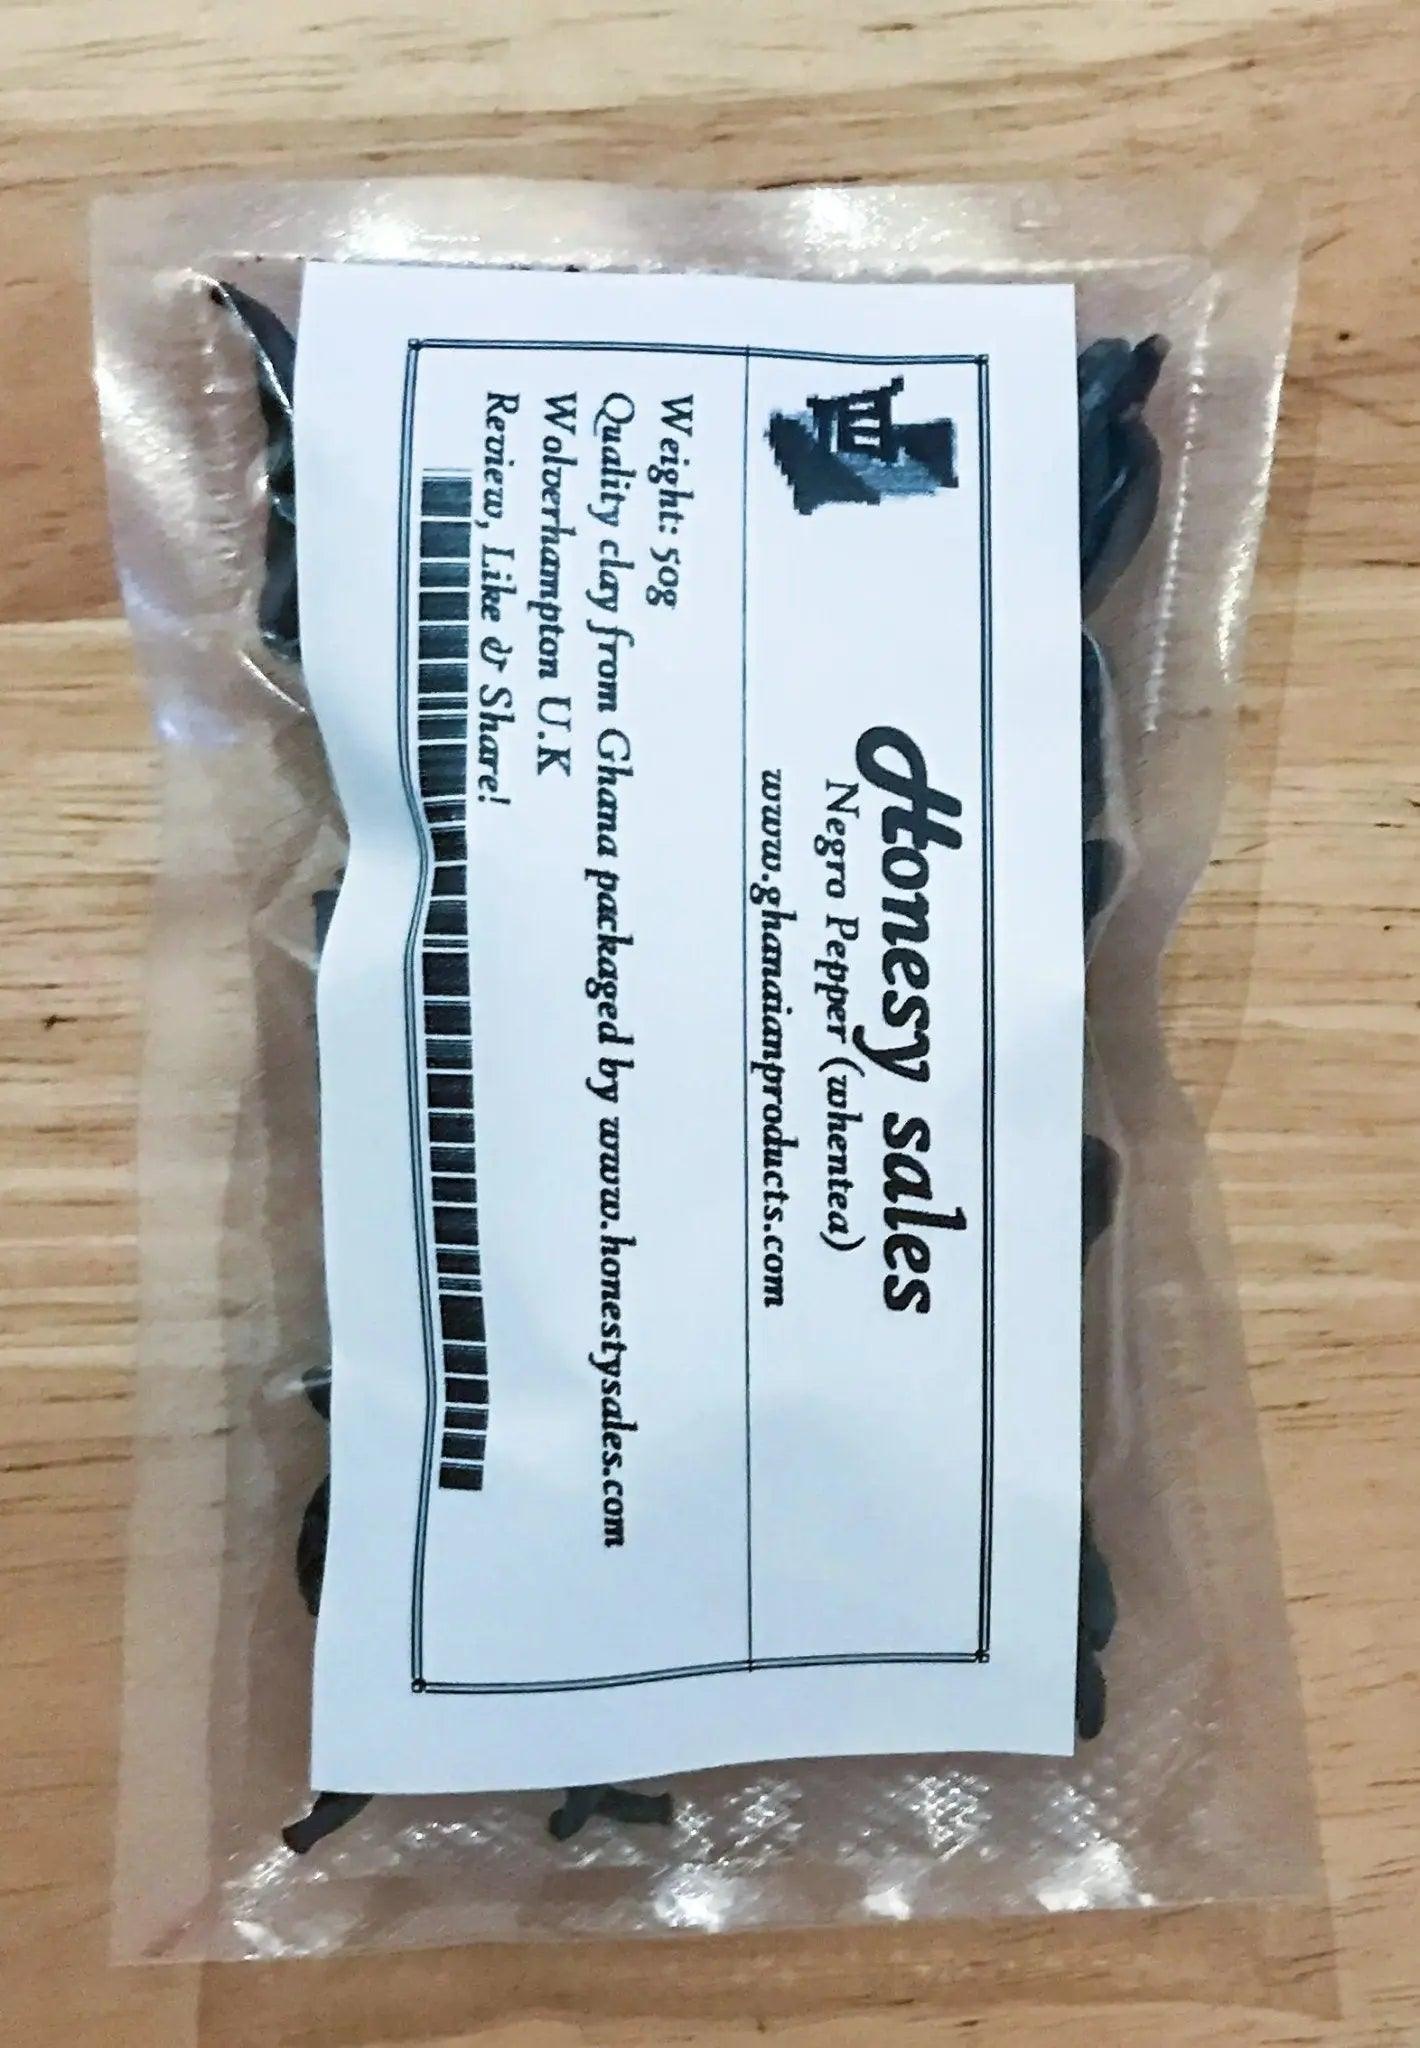 Honesy sales
Negro Pepper (whentea)
www.ghanaianproducts.com
Weight: 50g
Quality clay from Ghana packaged by www.honestysales.com
Wolverhampton U.K
Review, Like & Share!